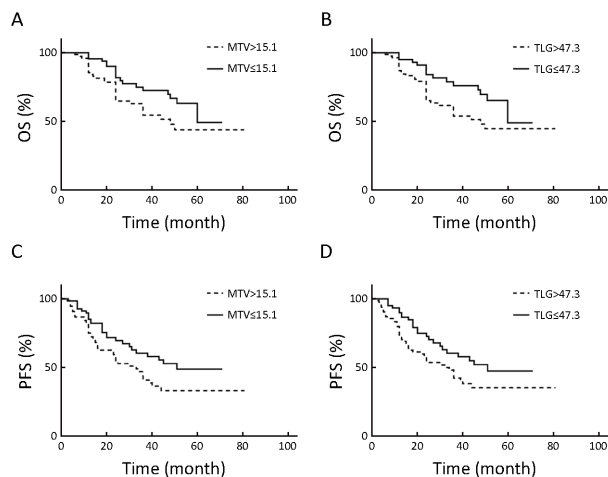 A
MTV>15.1
MTV≤15.1
OS (%)
100
50
0
0 20 40 60 80 100
Time (month)
B
TLG>47.3
TLG≤47.3
OS (%)
100
50
0
0 20 40 60 80 100
Time (month)
C
MTV>15.1
MTV≤15.1
PFS (%)
100
50
0
0 20 40 60 80 100
Time (month)
D
TLG>47.3
TLG≤47.3
PFS (%)
100
50
0
0 20 40 60 80 100
Time (month)